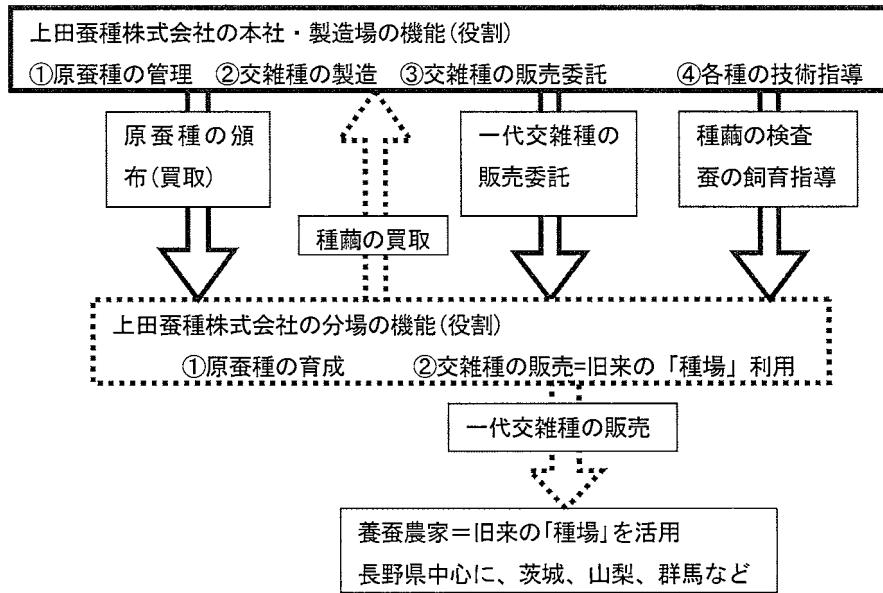 上田蚕種株式会社の本社・製造場の機能(役割)
①原蚕種の管理 ②交雑種の製造 ③交雑種の販売委託 ④各種の技術指導
原蚕種の頒
布(買取)
種繭の買取
一代交雑種の
販売委託
種繭の検査
蚕の飼育指導
上田蚕種株式会社の分場の機能(役割)
①原蚕種の育成 ②交雑種の販売=旧来の「種場」利用
一代交雑種の販売
養蚕農家＝旧来の「種場」を活用
長野県中心に、茨城、山梨、群馬など